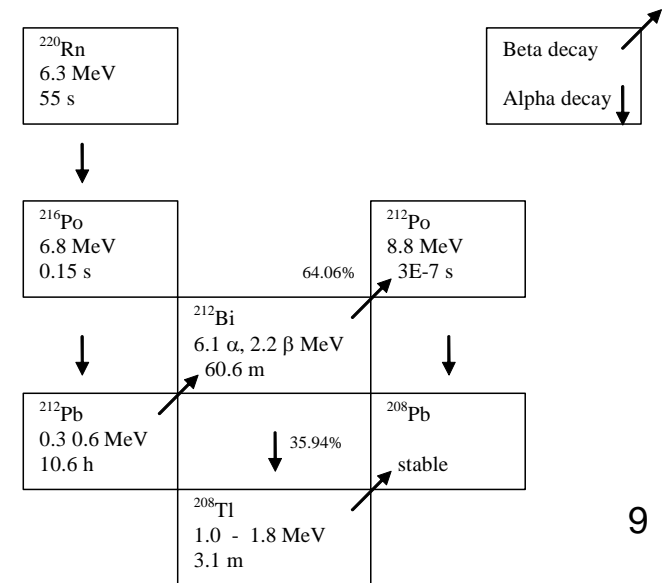 ²²⁰Rn
6.3 MeV
55 s
Beta decay
Alpha decay
²¹⁶Po
6.8 MeV
0.15 s
64.06%
²¹²Po
8.8 MeV
3E-7 s
²¹²Bi
6.1 α, 2.2 β MeV
60.6 m
²¹²Pb
0.3 0.6 MeV
10.6 h
35.94%
²⁰⁸Pb
stable
²⁰⁸Tl
1.0 - 1.8 MeV
3.1 m
9